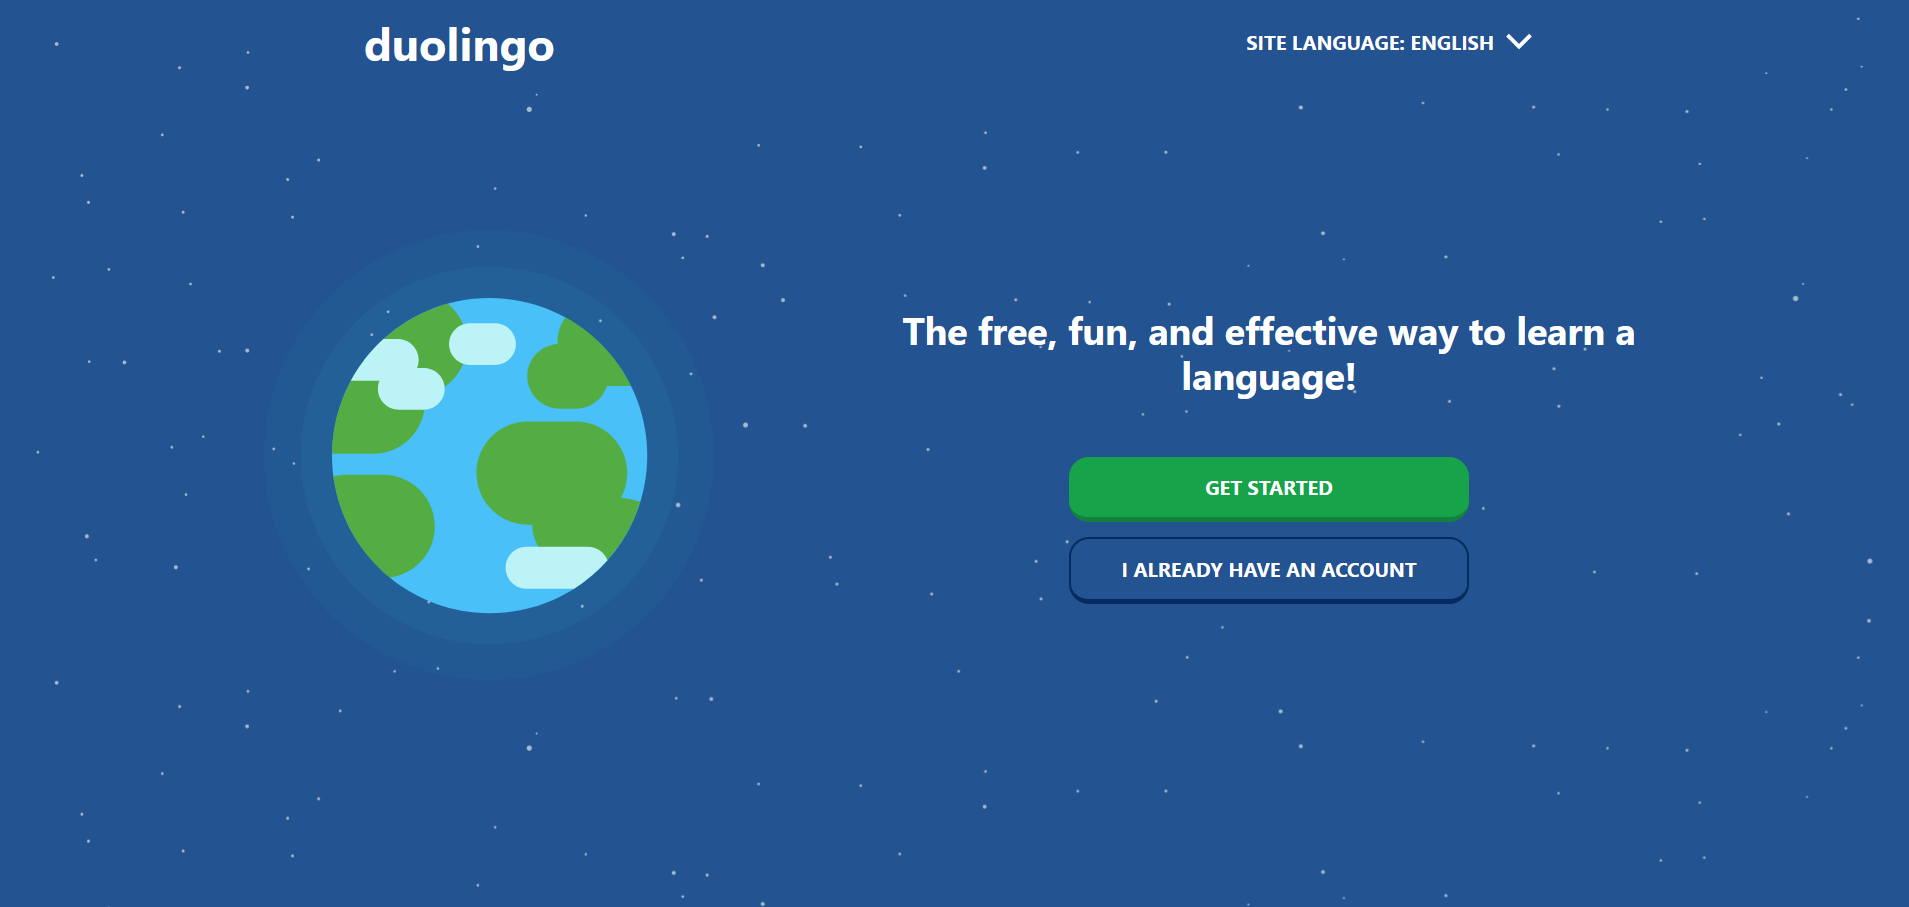 duolingo
SITE LANGUAGE: ENGLISH
The free, fun, and effective way to learn a
language!
GET STARTED
I ALREADY HAVE AN ACCOUNT